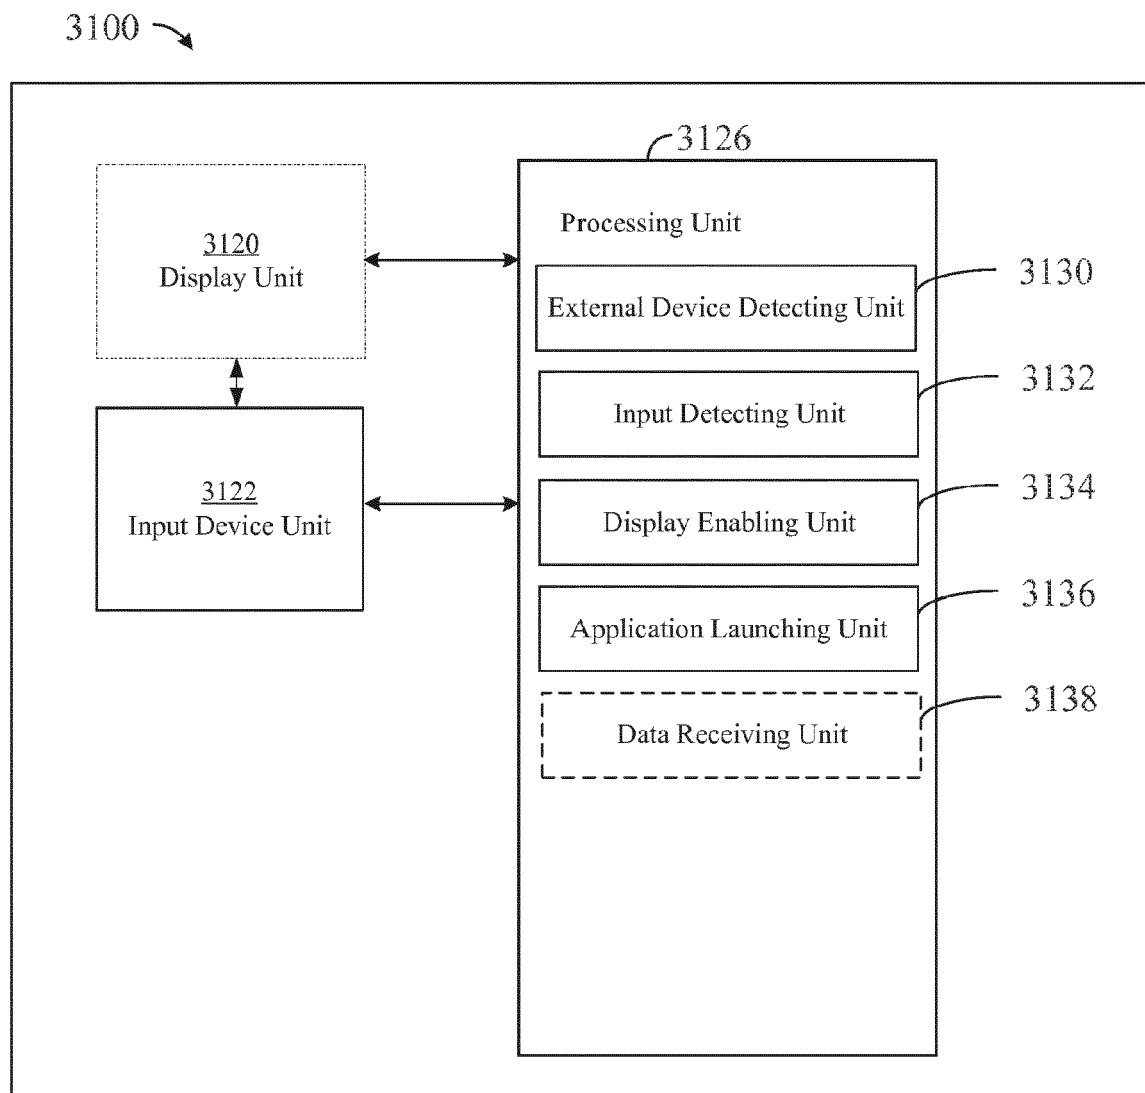 3100
3126
3120
Display Unit
Processing Unit
External Device Detecting Unit
3130
Input Detecting Unit
3132
3122
Input Device Unit
Display Enabling Unit
3134
Application Launching Unit
3136
Data Receiving Unit
3138